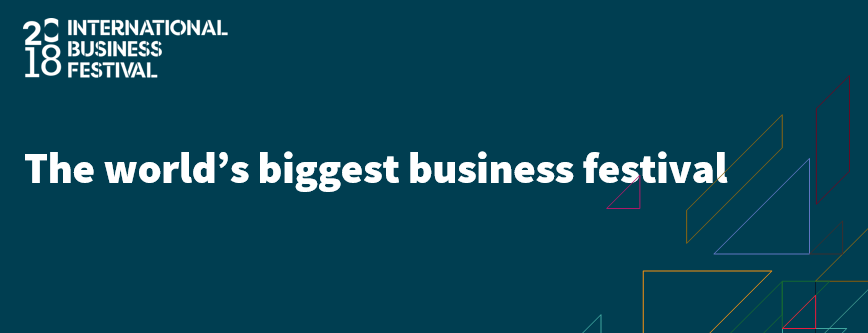 2018
INTERNATIONAL
BUSINESS
FESTIVAL
The world’s biggest business festival